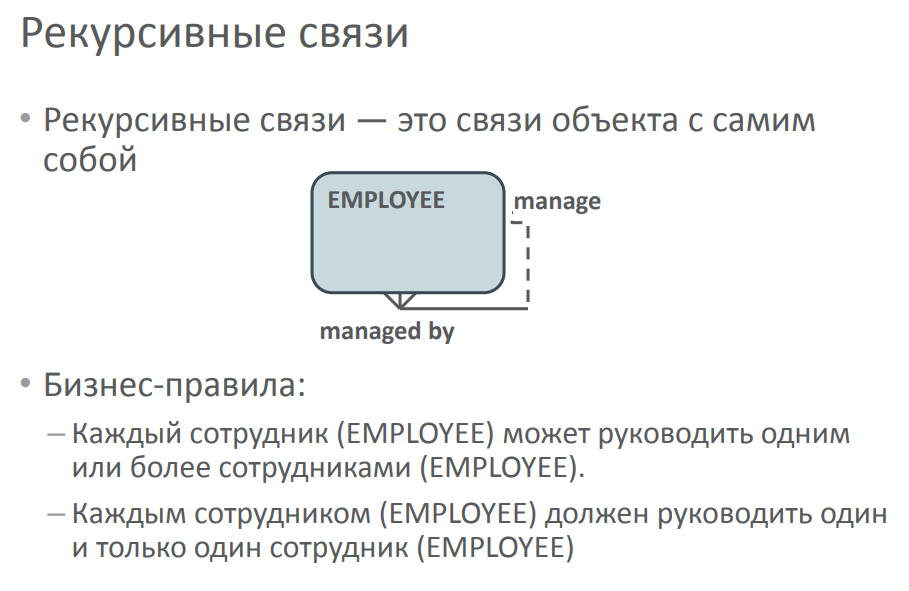 Рекурсивные связи
• Рекурсивные связи — это связи объекта с самим
собой
EMPLOYEE
manage
managed by
• Бизнес-правила:
– Каждый сотрудник (EMPLOYEE) может руководить одним
или более сотрудниками (EMPLOYEE).
– Каждым сотрудником (EMPLOYEE) должен руководить один
и только один сотрудник (EMPLOYEE)